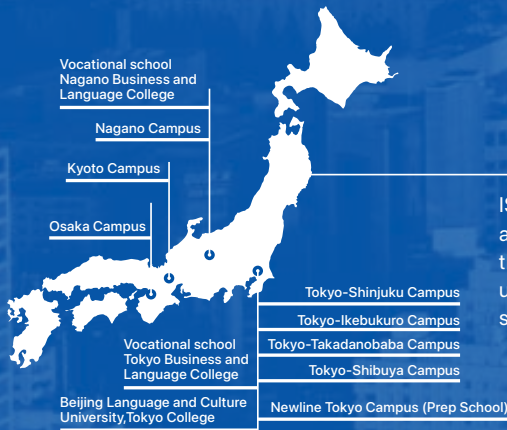 Vocational school
Nagano Business and
Language College
Nagano Campus
Kyoto Campus
Osaka Campus
Tokyo-Shinjuku Campus
Tokyo-Ikebukuro Campus
Tokyo-Takadanobaba Campus
Tokyo-Shibuya Campus
Vocational school
Tokyo Business and
Language College
Beijing Language and Culture
University,Tokyo College
Newline Tokyo Campus (Prep School)